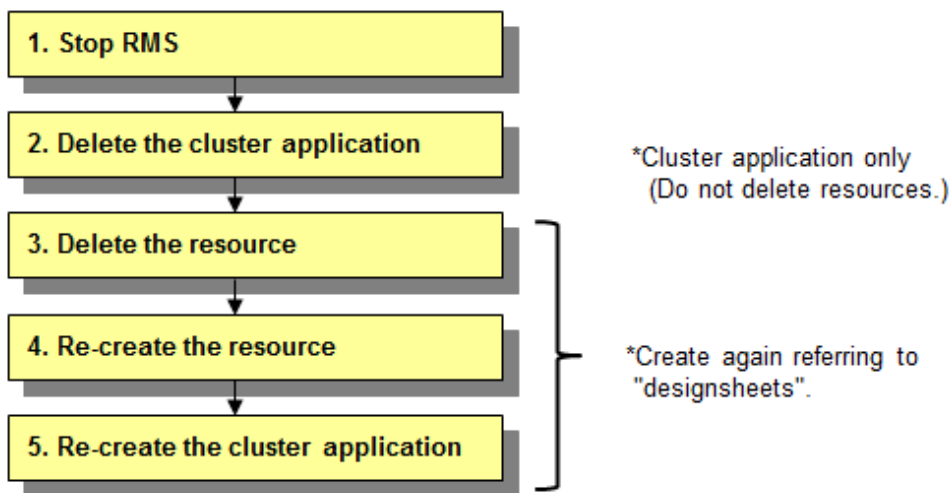 1. Stop RMS
2. Delete the cluster application
*Cluster application only
(Do not delete resources.)
3. Delete the resource
4. Re-create the resource
*Create again referring to
"designsheets".
5. Re-create the cluster application